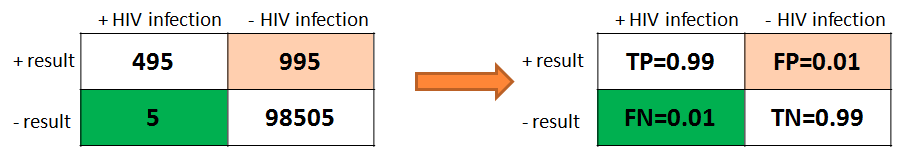 + HIV infection - HIV infection
+ result 495 995
- result 5 98505
+ HIV infection - HIV infection
+ result TP=0.99 FP=0.01
- result FN=0.01 TN=0.99